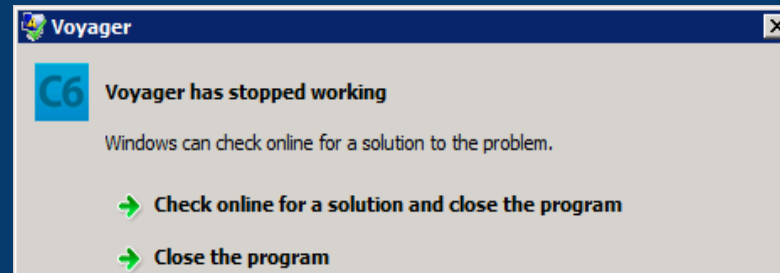 Voyager
C6
Voyager has stopped working
Windows can check online for a solution to the problem.
Check online for a solution and close the program
Close the program